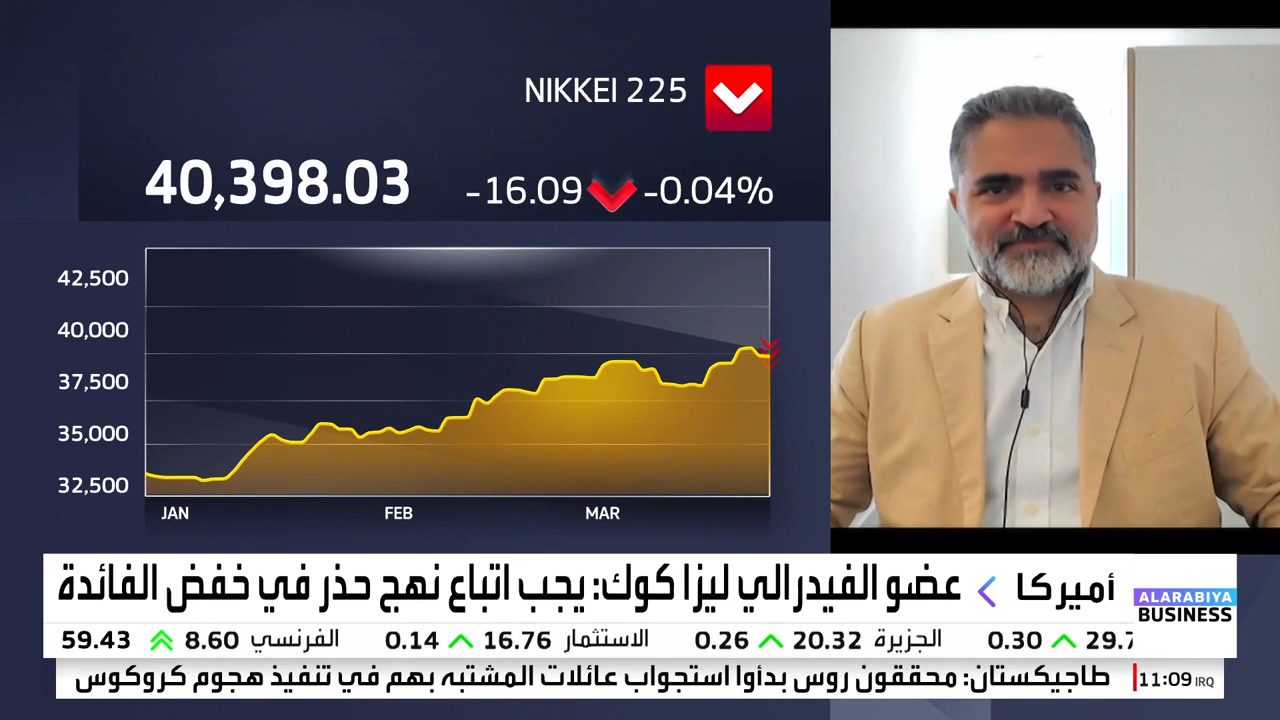 NIKKEI 225
40,398.03 -16.09 -0.04%
42,500
40,000
37,500
35,000
32,500
JAN FEB MAR
أميركا
عضو الفيدرالي ليزا كوك: يجب اتباع نهج حذر في خفض الفائدة
ALARABIYA
BUSINESS
29.7 0.30 الجزيرة 20.32 0.26 الاستثمار 16.76 0.14 الفرنسي 8.60 59.43
طاجيكستان: محققون روس بدأوا استجواب عائلات المشتبه بهم في تنفيذ هجوم كروكوس
11:09 IRQ